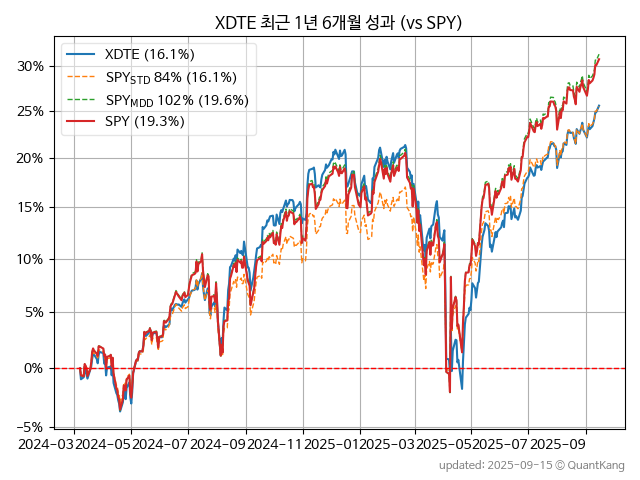 XDTE 최근 1년 6개월 성과 (vs SPY)
XDTE (16.1%)
SPY_STD 84% (16.1%)
SPY_MDD 102% (19.6%)
SPY (19.3%)
30%
25%
20%
15%
10%
5%
0%
−5%
2024-03 2024-05 2024-07 2024-09 2024-11 2025-01 2025-03 2025-05 2025-07 2025-09
updated: 2025-09-15 © QuantKang